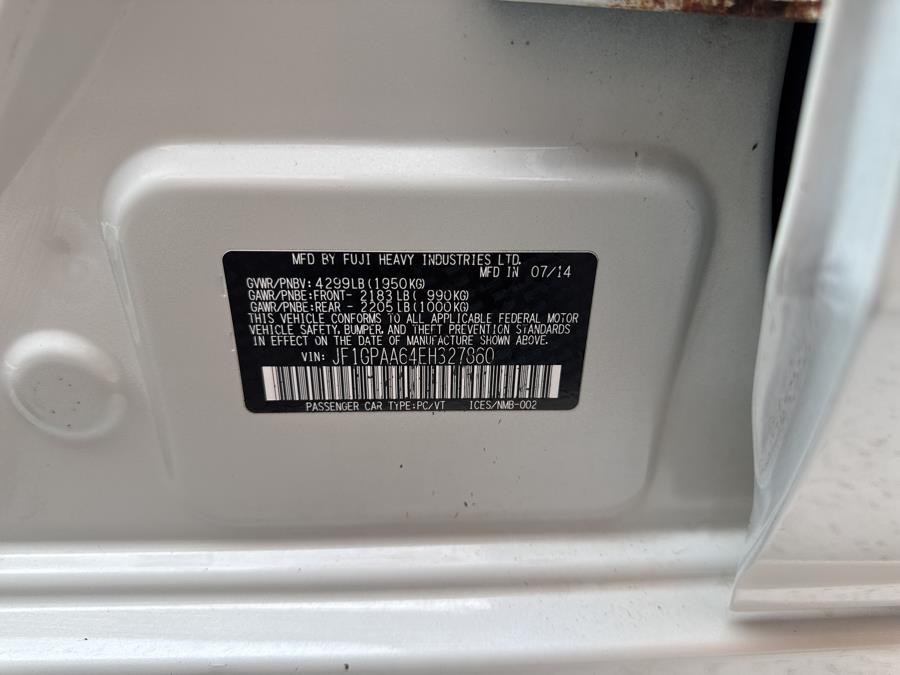 MFD BY FUJI HEAVY INDUSTRIES LTD.
MFD IN 07/14
GVWR/PNBV: 4299LB(1950KG)
GAWR/PNBE:FRONT- 2183LB( 990KG)
GAWR/PNBE:REAR - 2205LB(1000KG)
THIS VEHICLE CONFORMS TO ALL APPLICABLE FEDERAL MOTOR
VEHICLE SAFETY, BUMPER, AND THEFT PREVENTION STANDARDS
IN EFFECT ON THE DATE OF MANUFACTURE SHOWN ABOVE.
VIN: JF1GPAA64EH327860
PASSENGER CAR TYPE:PC/VT ICES/NMB-002